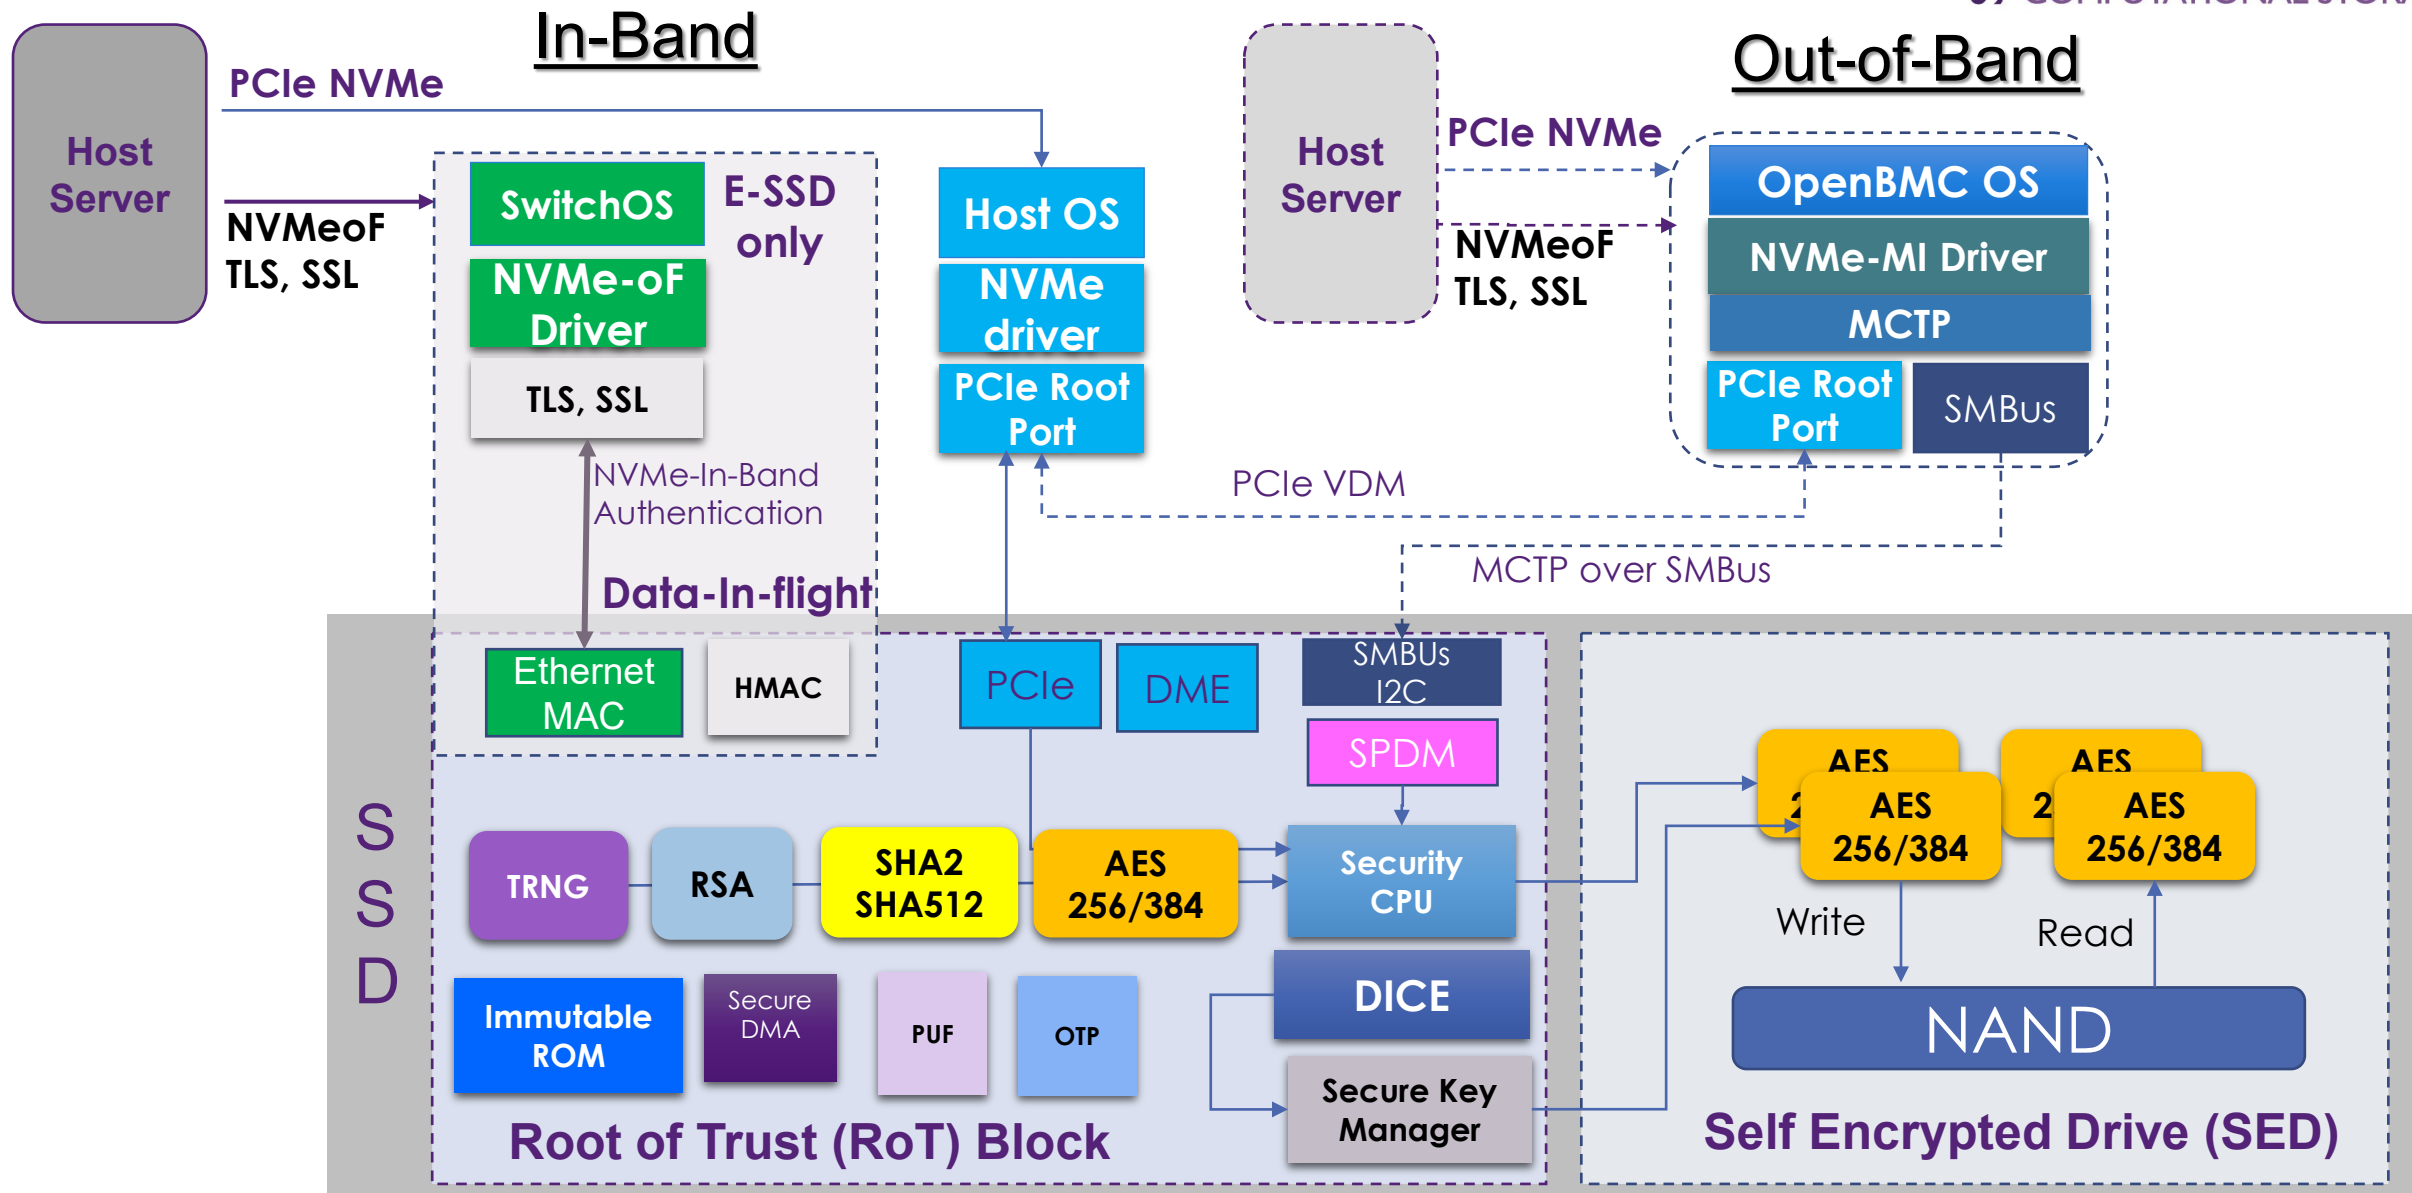 In-Band
Out-of-Band
PCIe NVMe
Host
Server
NVMeoF
TLS, SSL
SwitchOS
E-SSD
only
NVMe-oF
Driver
TLS, SSL
NVMe-In-Band
Authentication
Data-In-flight
Host OS
NVMe
driver
PCIe Root
Port
Host
Server
PCIe NVMe
NVMeoF
TLS, SSL
OpenBMC OS
NVMe-MI Driver
MCTP
PCIe Root
Port
SMBus
PCIe VDM
MCTP over SMBus
S
S
D
Ethernet
MAC
HMAC
PCIe
DME
SMBUs
I2C
SPDM
TRNG
RSA
SHA2
SHA512
AES
256/384
Security
CPU
Immutable
ROM
Secure
DMA
PUF
OTP
DICE
Secure Key
Manager
Root of Trust (RoT) Block
AES
AES
256/384
AES
AES
256/384
Write
Read
NAND
Self Encrypted Drive (SED)